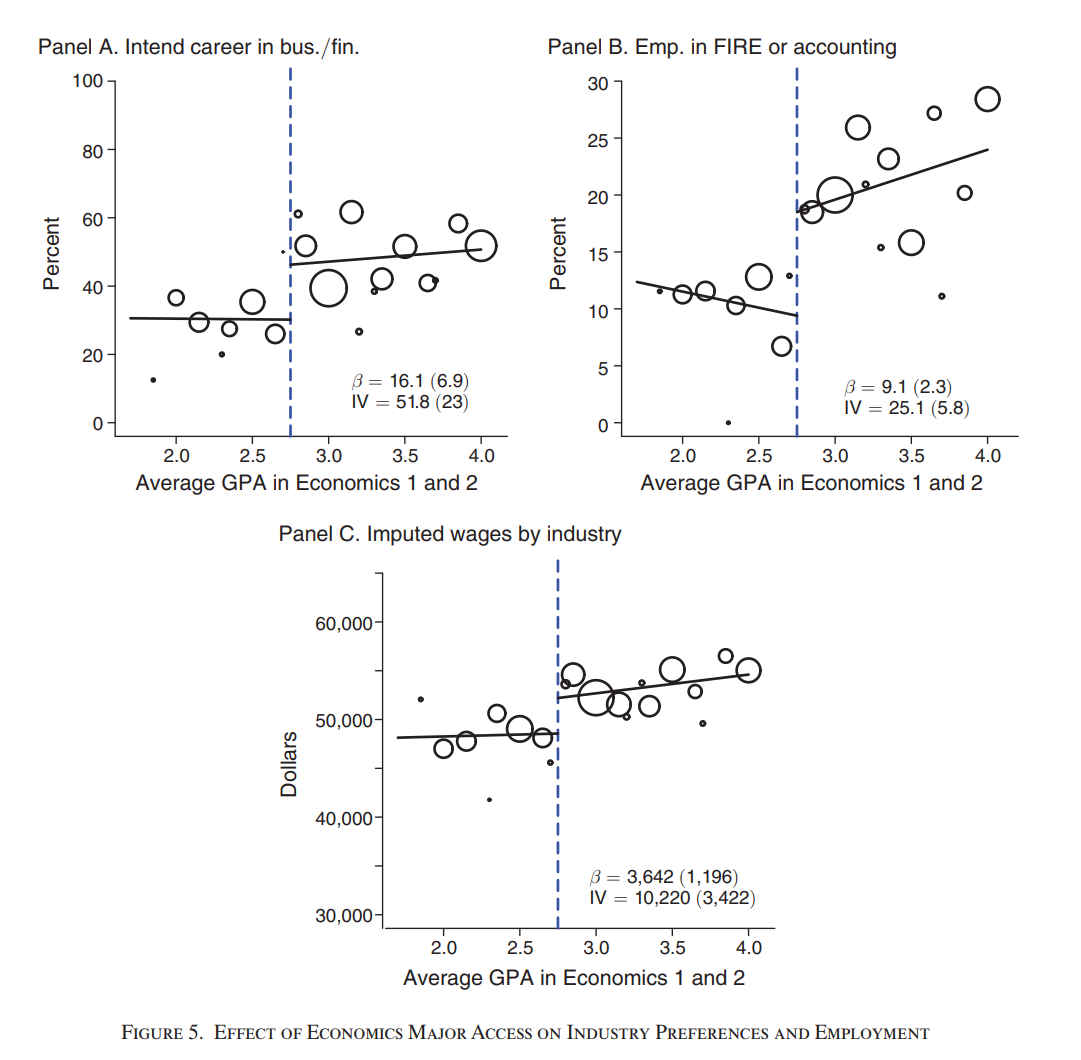 Panel A. Intend career in bus./fin.
100
80
60
40
20
0
Percent
β = 16.1 (6.9)
IV = 51.8 (23)
2.0 2.5 3.0 3.5 4.0
Average GPA in Economics 1 and 2
Panel B. Emp. in FIRE or accounting
30
25
20
15
10
5
0
Percent
β = 9.1 (2.3)
IV = 25.1 (5.8)
2.0 2.5 3.0 3.5 4.0
Average GPA in Economics 1 and 2
Panel C. Imputed wages by industry
60,000
50,000
40,000
30,000
Dollars
β = 3,642 (1,196)
IV = 10,220 (3,422)
2.0 2.5 3.0 3.5 4.0
Average GPA in Economics 1 and 2
FIGURE 5. EFFECT OF ECONOMICS MAJOR ACCESS ON INDUSTRY PREFERENCES AND EMPLOYMENT